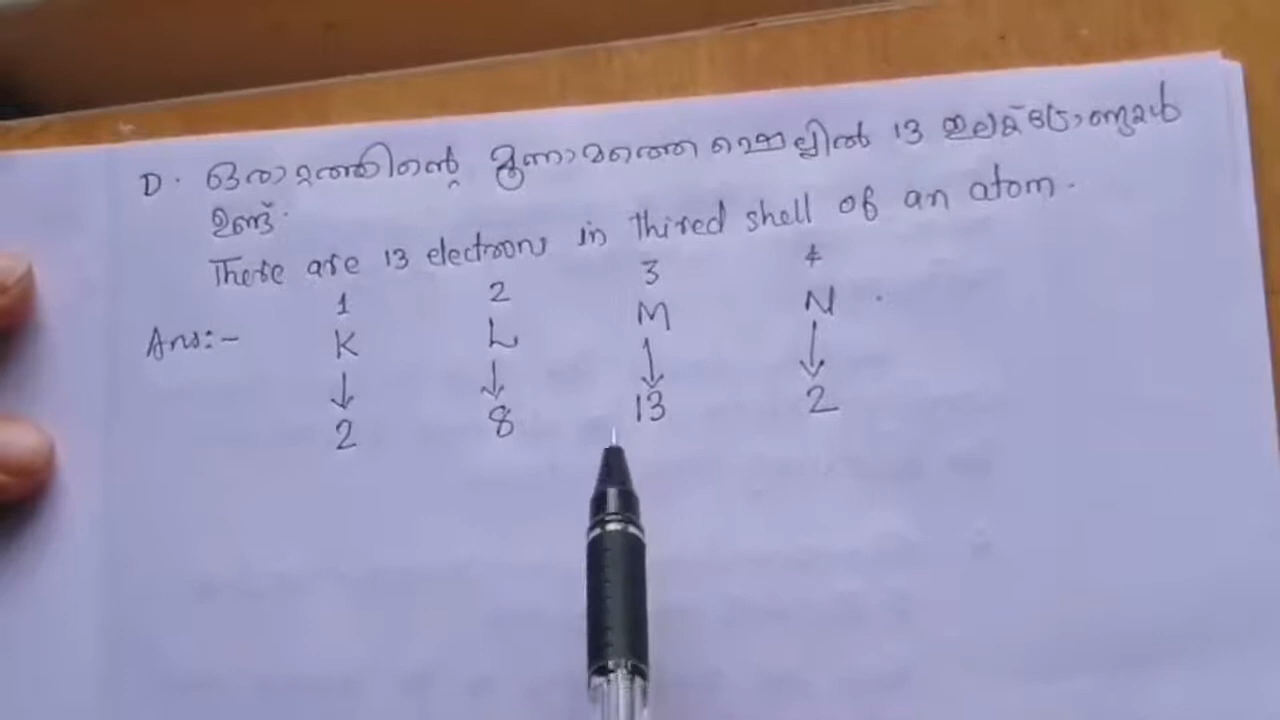 D. ഒരാറ്റത്തിന്റെ മൂന്നാമത്തെ ഷെല്ലിൽ 13 ഇലക്ട്രോണുകൾ
ഉണ്ട്.
There are 13 electrons in thired shell of an atom.
1 2 3 4
Ans:- K L M N
↓ ↓ ↓ ↓
2 8 13 2